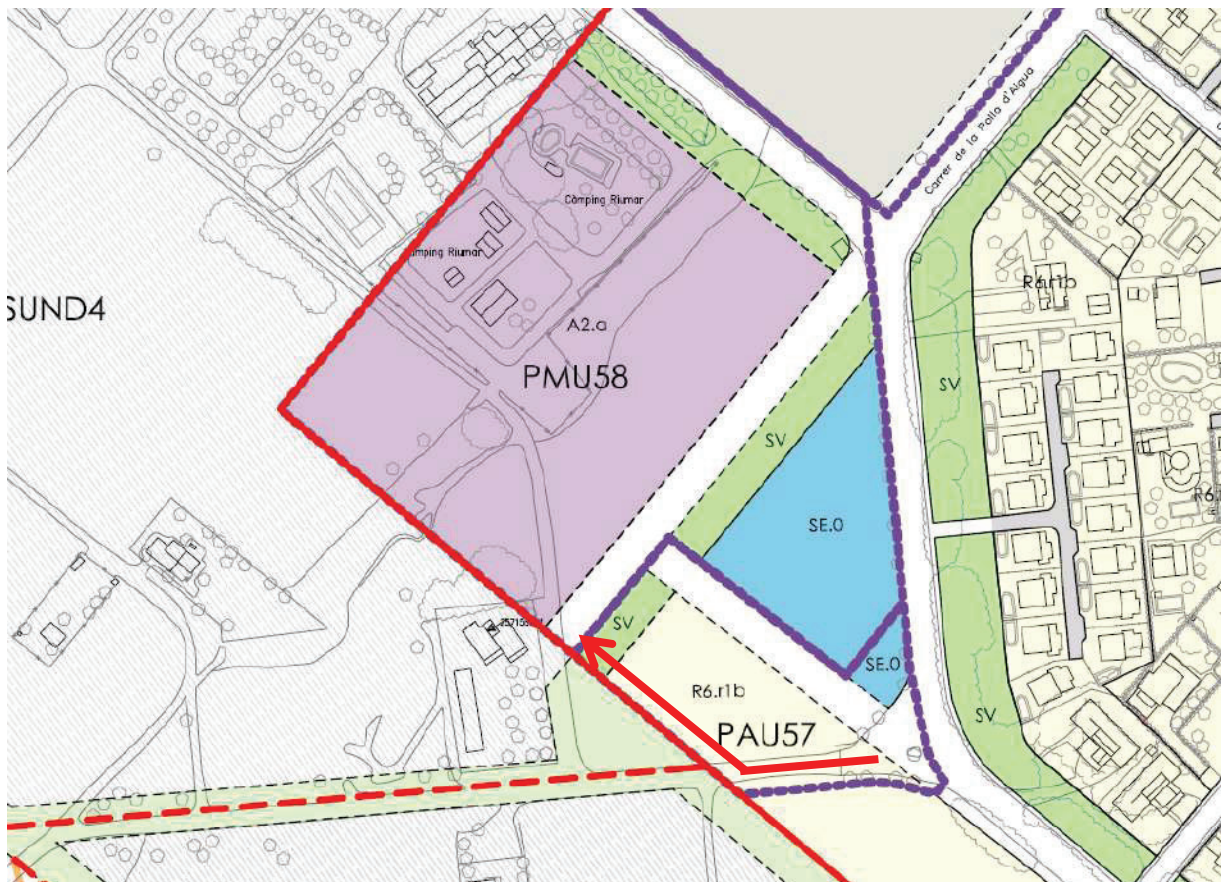 Carrer de la Palla d'Aigua
Càmping Riumar
Càmping Riumar
R6.r1b
SUND4
A2.a
PMU58
SV
SV
R6.
SE.0
SV
SE.0
R6.r1b
SV
PAU57